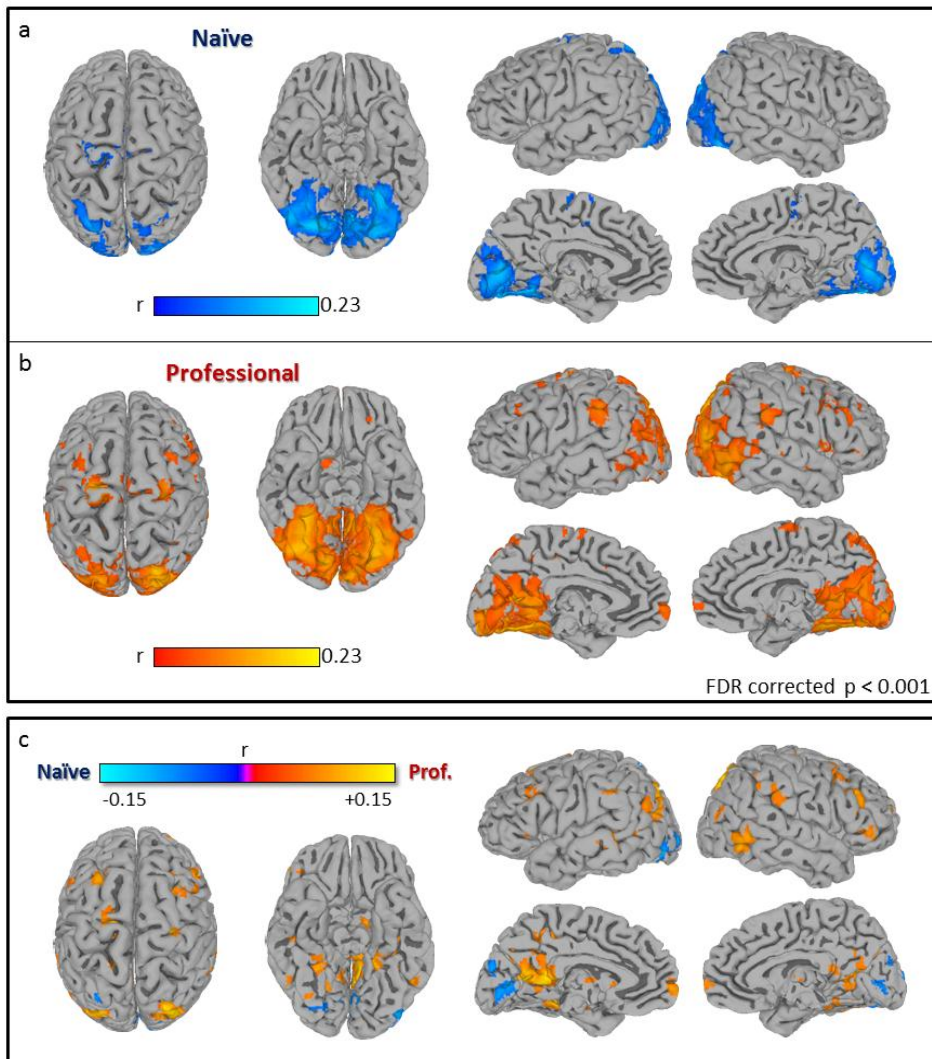 a
Naïve
r 0.23
b
Professional
r 0.23
FDR corrected p < 0.001
c
r
Naïve Prof.
-0.15 +0.15